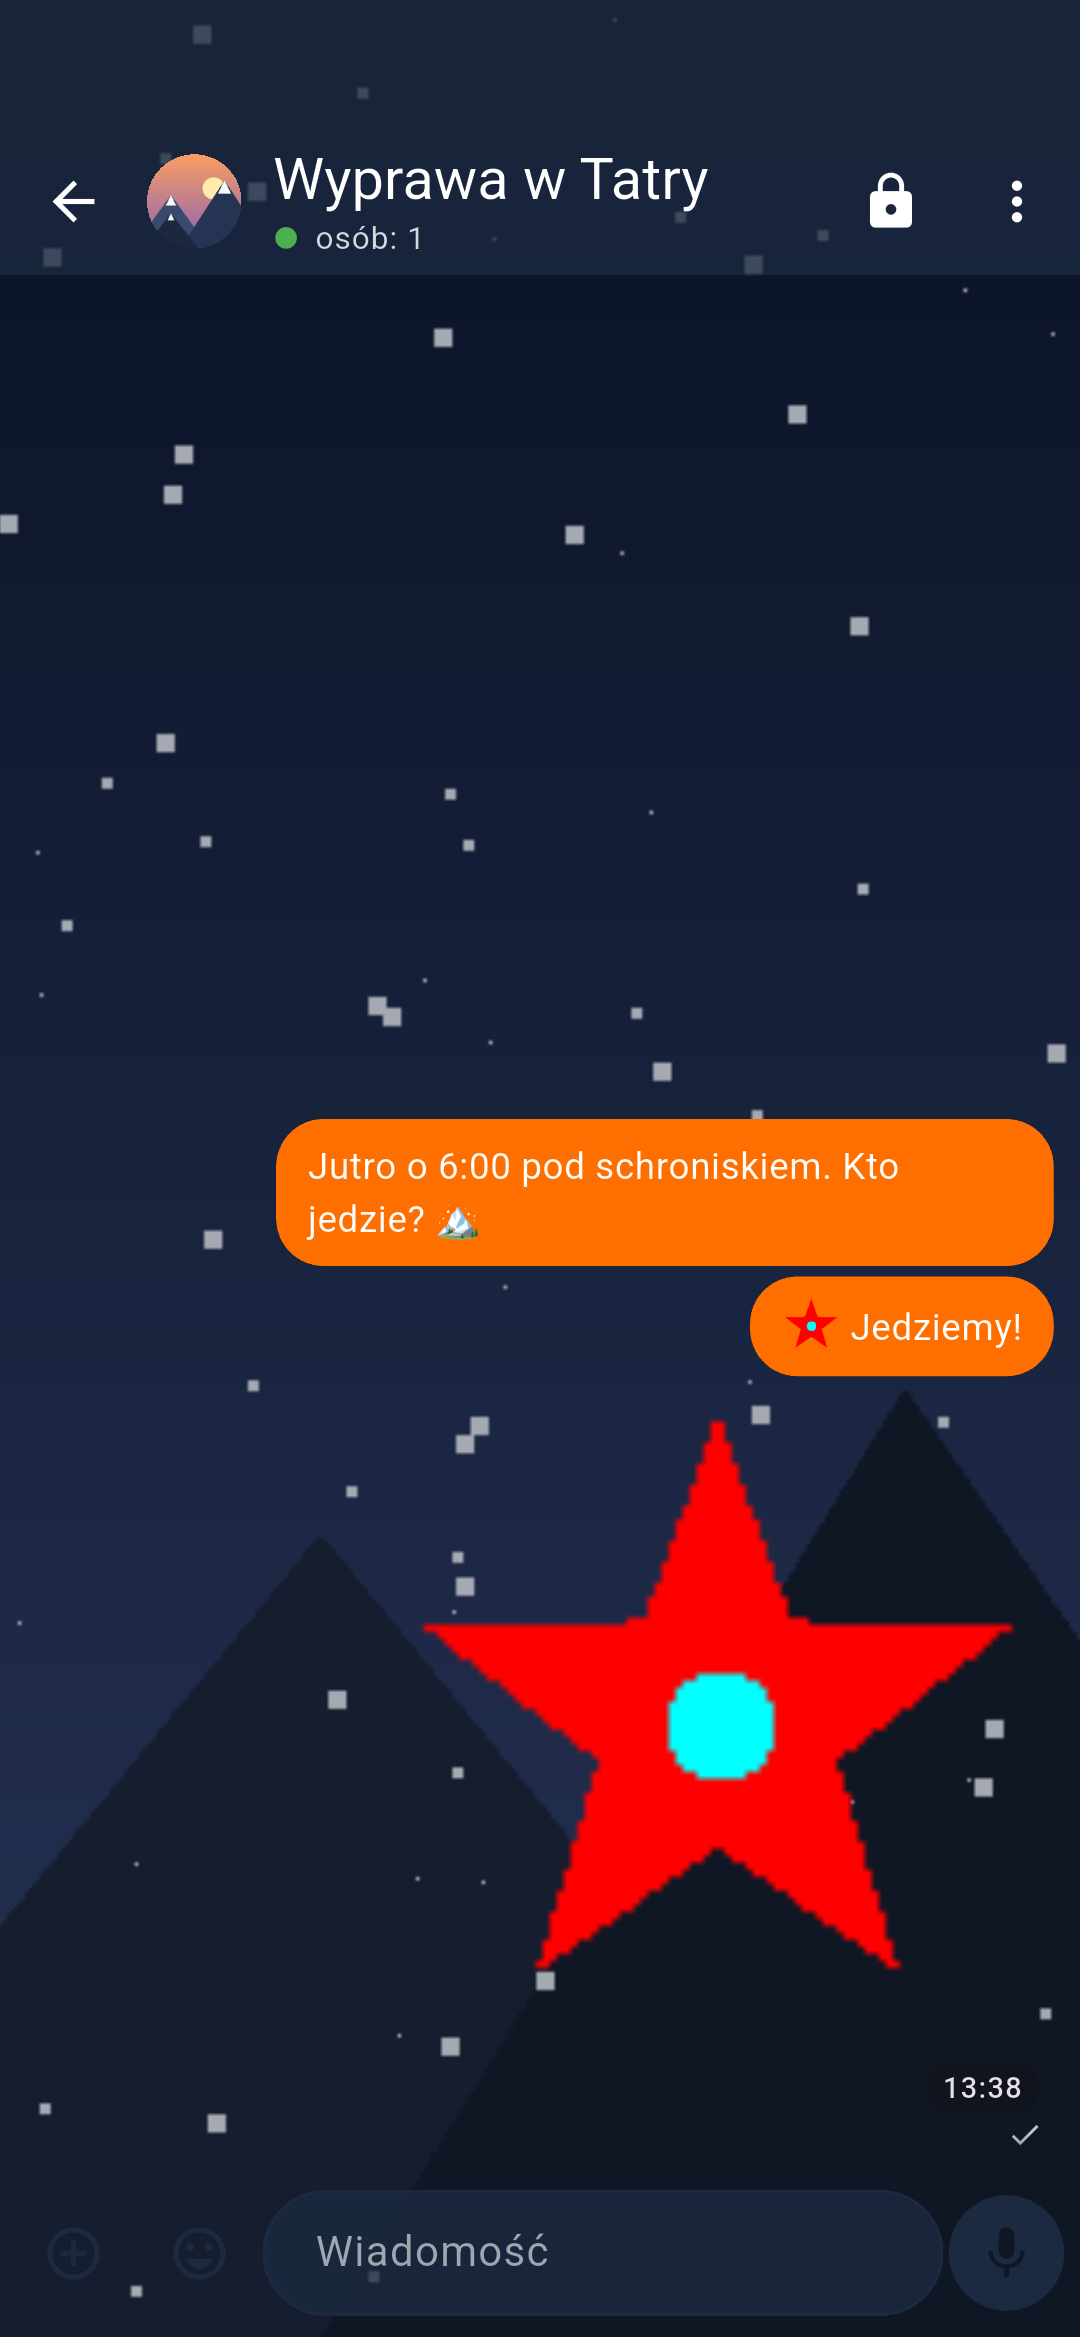 Wyprawa w Tatry
osób: 1
Jutro o 6:00 pod schroniskiem. Kto
jedzie? 🏔️
Jedziemy!
13:38
Wiadomość